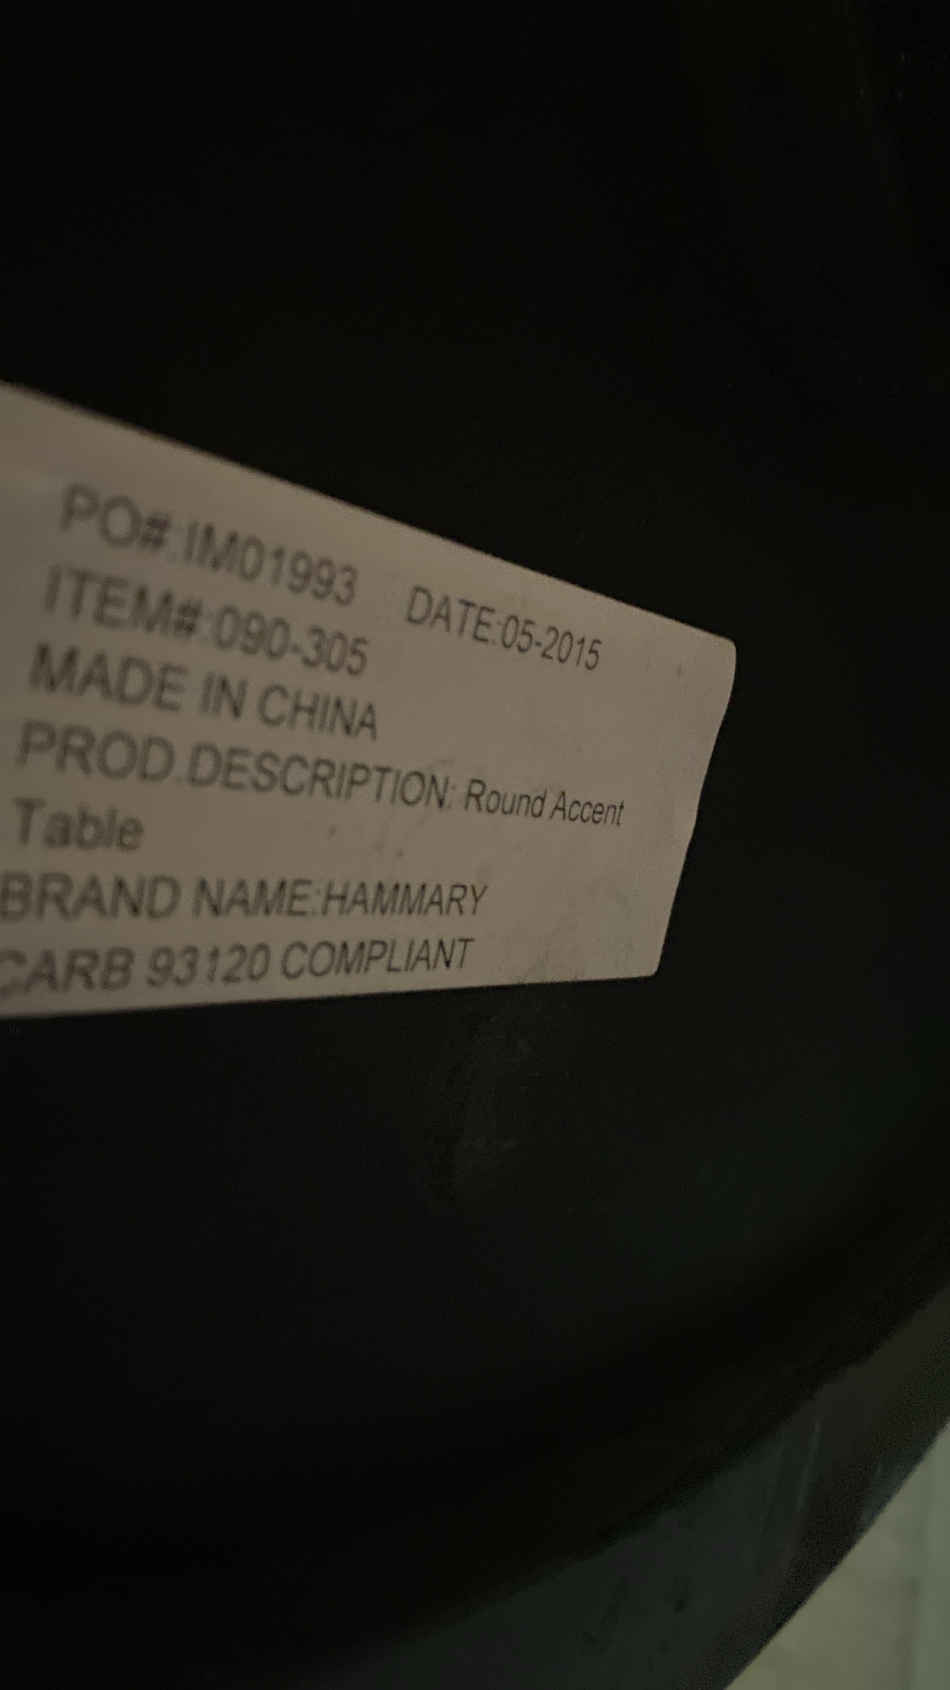 PO#:IM01993 DATE:05-2015
ITEM#:090-305
MADE IN CHINA
PROD.DESCRIPTION: Round Accent
Table
BRAND NAME:HAMMARY
CARB 93120 COMPLIANT